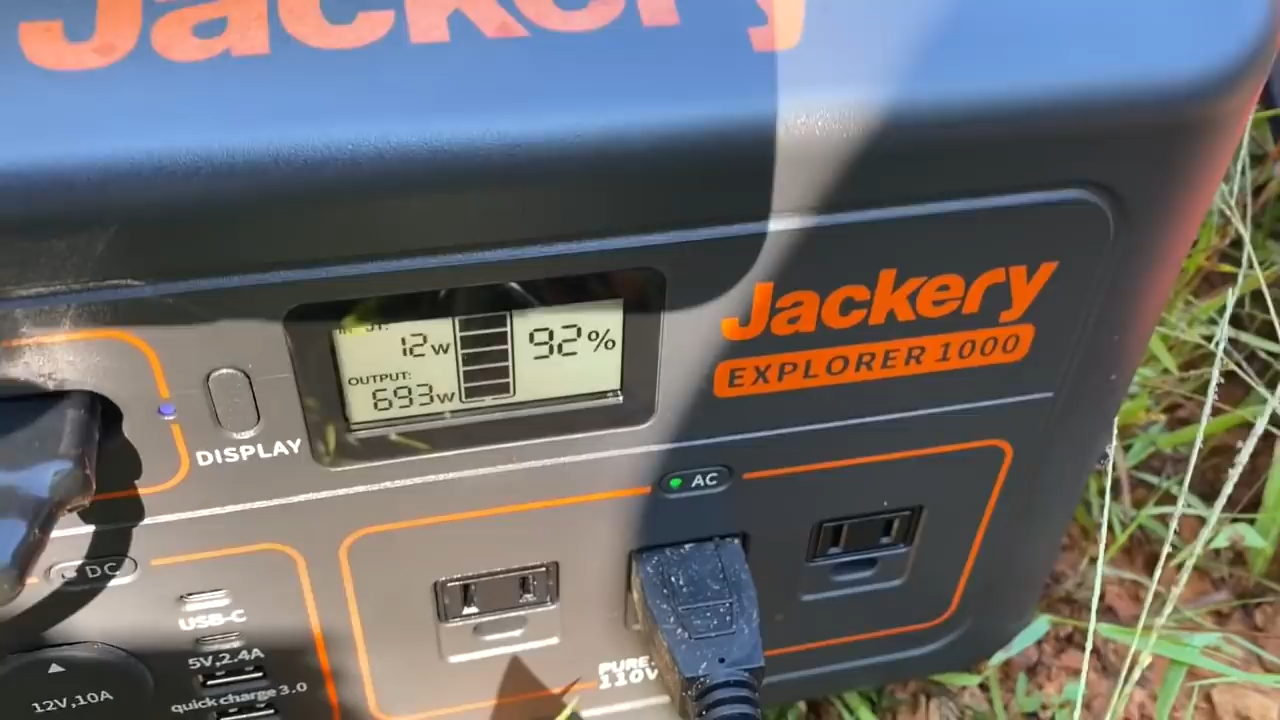 Jackery
Jackery
EXPLORER 1000
12w
92%
OUTPUT:
693w
DISPLAY
AC
DC
USB-C
5V,2.4A
quick charge 3.0
12V,10A
PURE
110V